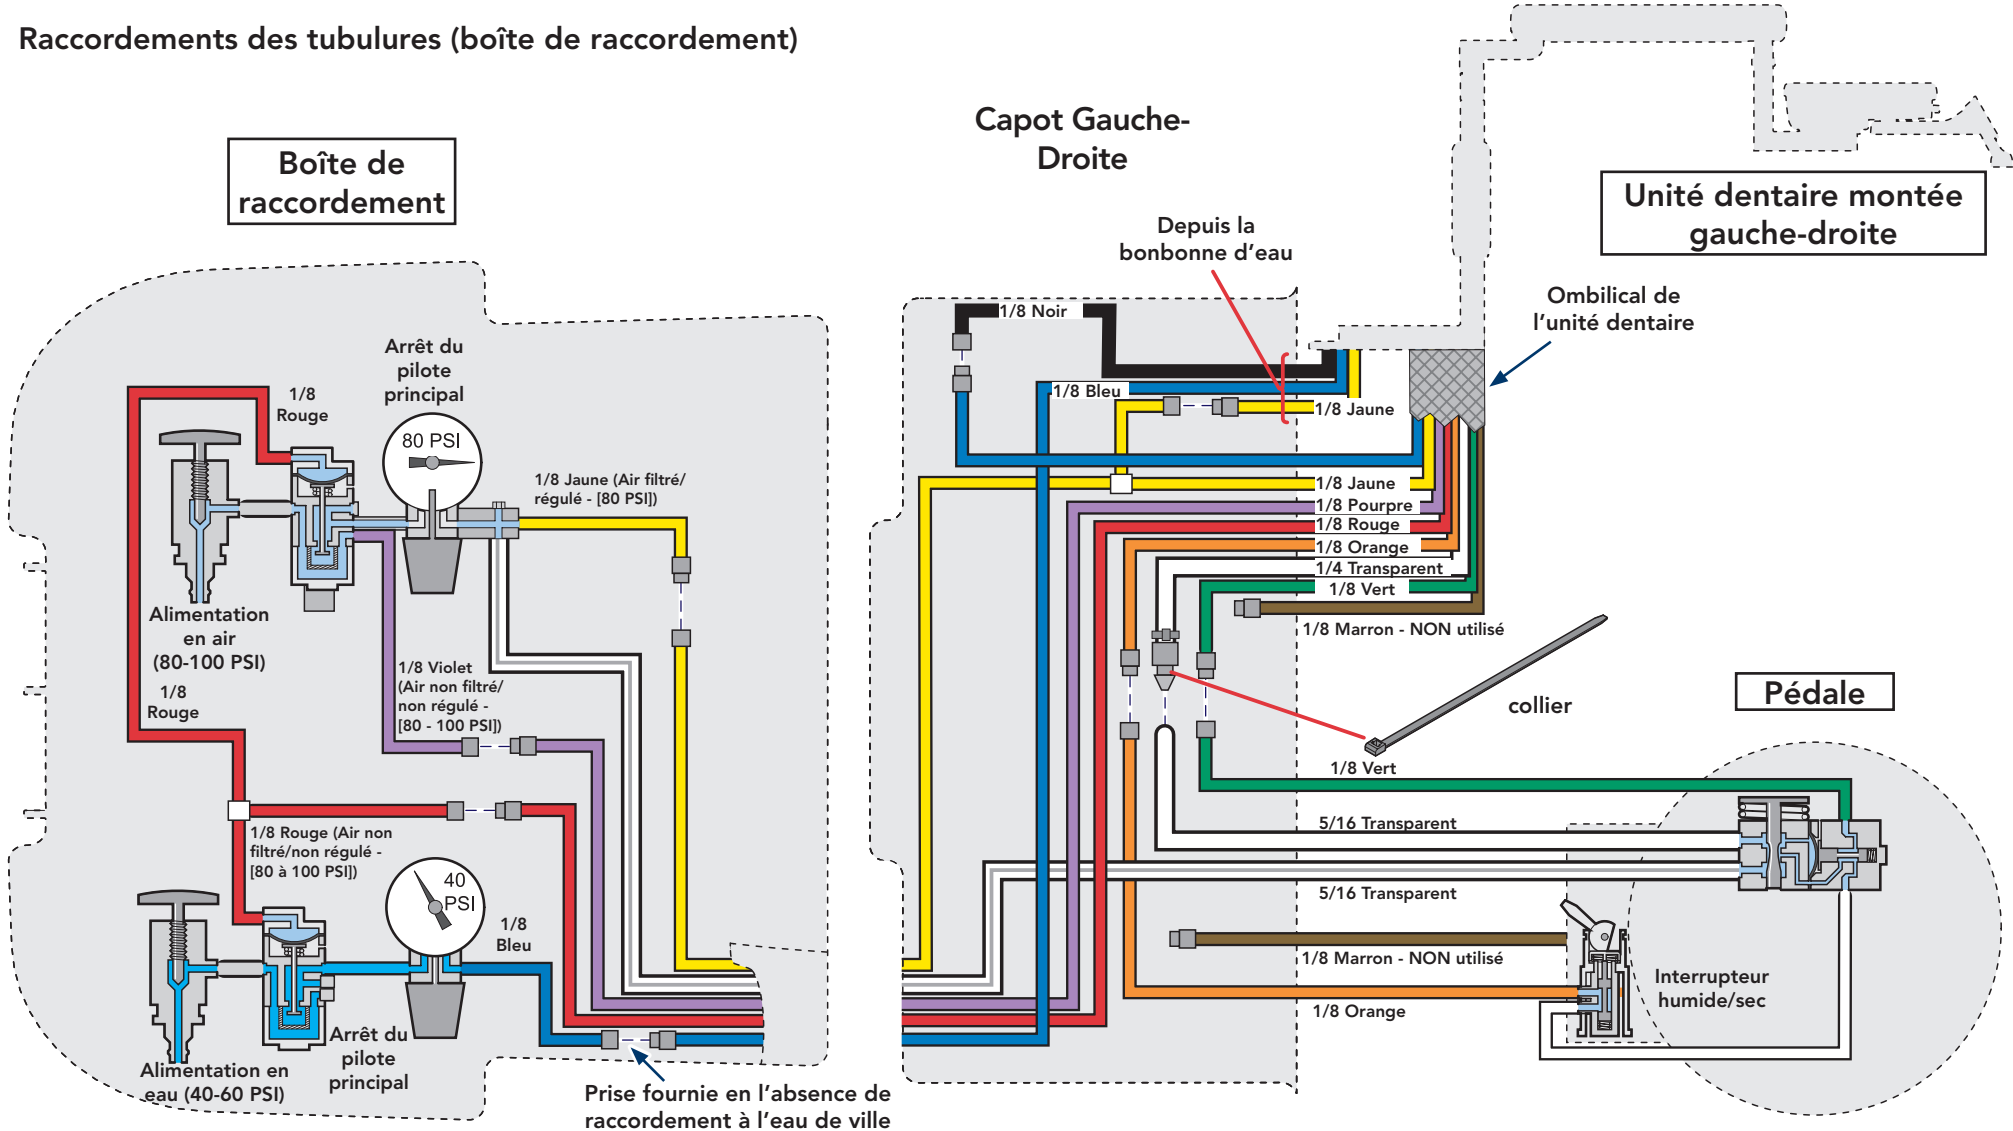 Raccordements des tubulures (boîte de raccordement)
Boîte de
raccordement
Capot Gauche-
Droite
Unité dentaire montée
gauche-droite
Depuis la
bonbonne d'eau
Ombilical de
l'unité dentaire
1/8 Noir
1/8 Bleu
1/8 Jaune
Arrêt du
pilote
principal
1/8
Rouge
80 PSI
1/8 Jaune (Air filtré/
régulé - [80 PSI])
1/8 Jaune
1/8 Pourpre
1/8 Rouge
1/8 Orange
1/4 Transparent
1/8 Vert
1/8 Marron - NON utilisé
Alimentation
en air
(80-100 PSI)
1/8
Rouge
1/8 Violet
(Air non filtré/
non régulé -
[80 - 100 PSI])
collier
Pédale
1/8 Vert
1/8 Rouge (Air non
filtré/non régulé -
[80 à 100 PSI])
5/16 Transparent
5/16 Transparent
40
PSI
1/8
Bleu
1/8 Marron - NON utilisé
Interrupteur
humide/sec
1/8 Orange
Arrêt du
pilote
principal
Alimentation en
eau (40-60 PSI)
Prise fournie en l'absence de
raccordement à l'eau de ville